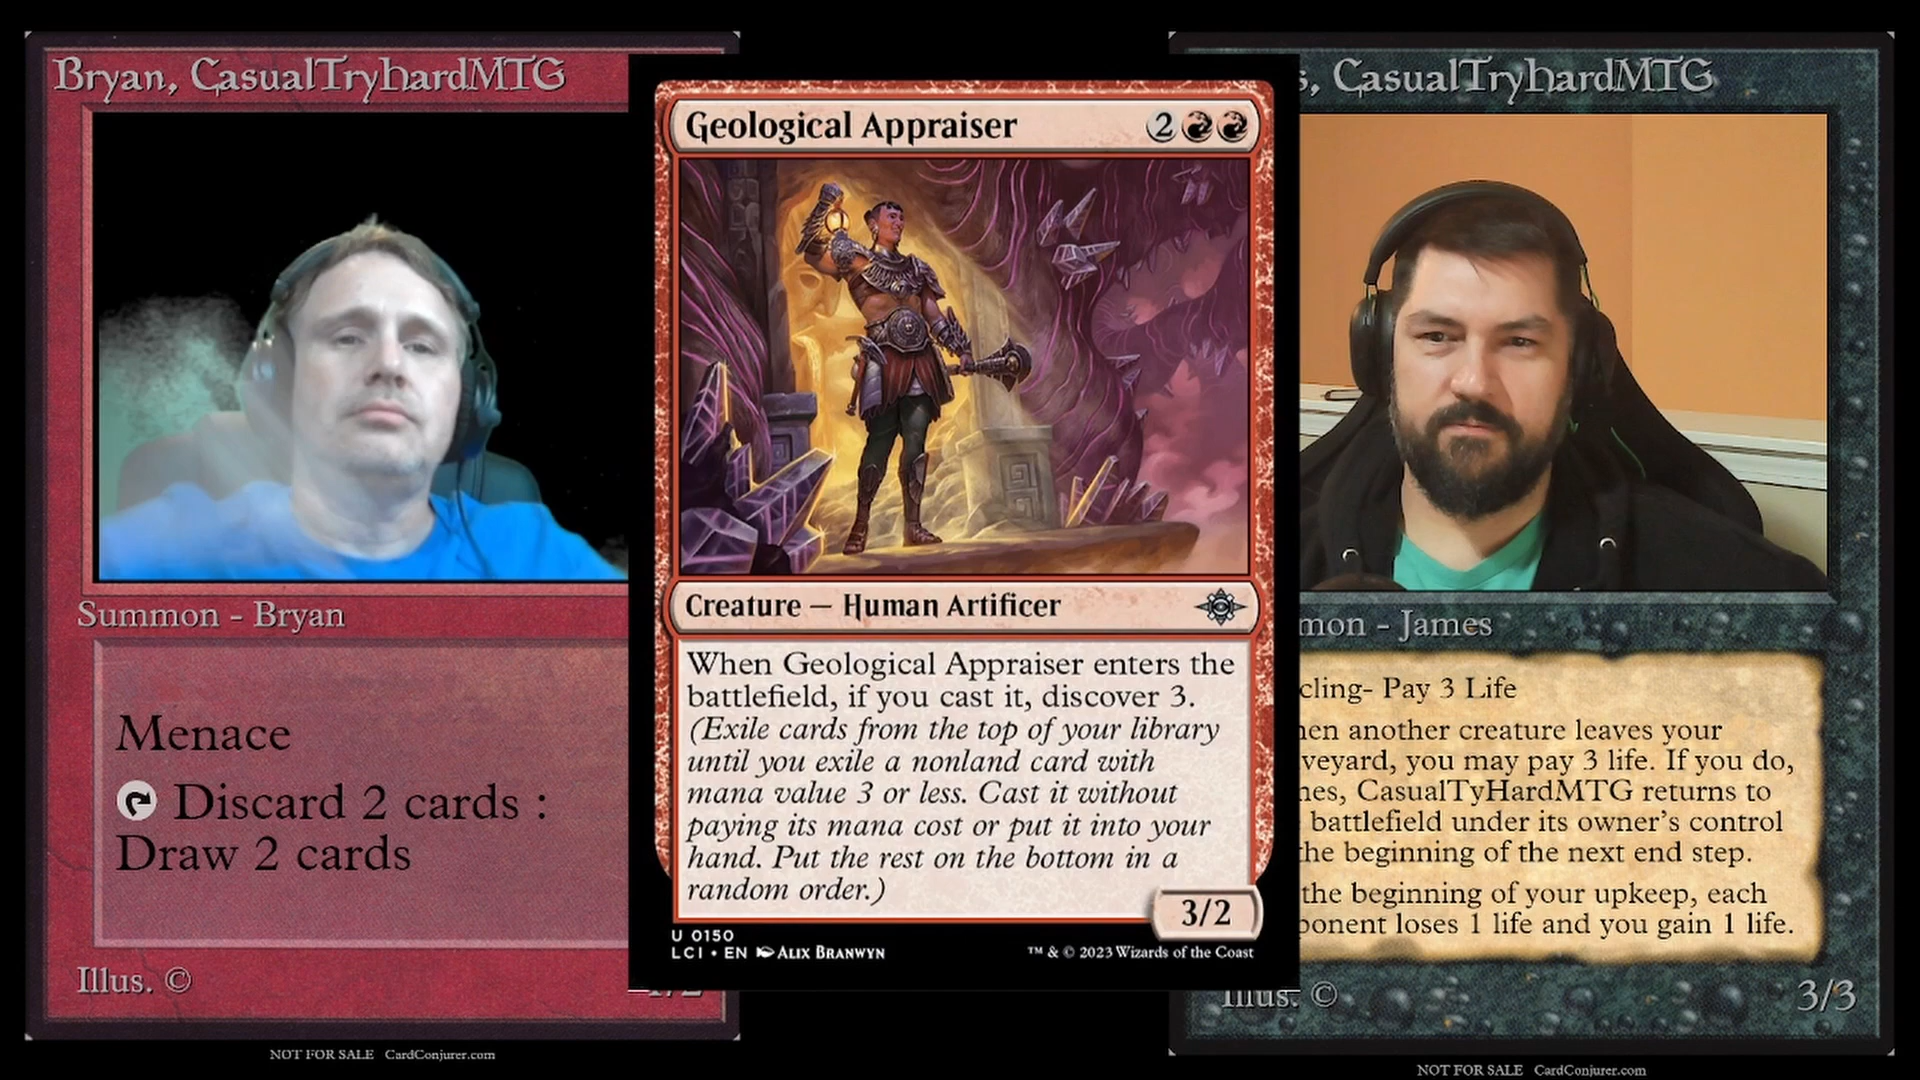 Bryan, CasualTryhardMTG
Summon - Bryan
Menace
Discard 2 cards :
Draw 2 cards
Illus. ©
NOT FOR SALE CardConjurer.com
Geological Appraiser 2
Creature — Human Artificer
When Geological Appraiser enters the
battlefield, if you cast it, discover 3.
(Exile cards from the top of your library
until you exile a nonland card with
mana value 3 or less. Cast it without
paying its mana cost or put it into your
hand. Put the rest on the bottom in a
random order.)
3/2
U 0150
LCI • EN ALIX BRANWYN
™ & © 2023 Wizards of the Coast
CasualTryhardMTG
- James
Pay 3 Life
another creature leaves your
you may pay 3 life. If you do,
CasualTyHardMTG returns to
battlefield under its owner's control
the beginning of the next end step.
the beginning of your upkeep, each
loses 1 life and you gain 1 life.
Illus. ©
3/3
NOT FOR SALE CardConjurer.com